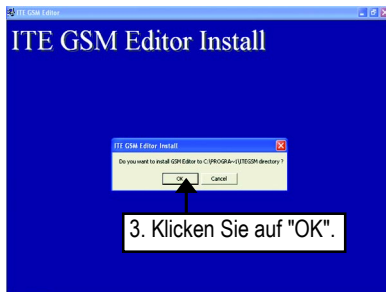 ITE GSM Editor
ITE GSM Editor Install
ITE GSM Editor Install
Do you want to install GSM Editor to C:\PROGRA~1\ITEGSM directory ?
OK Cancel
3. Klicken Sie auf "OK".